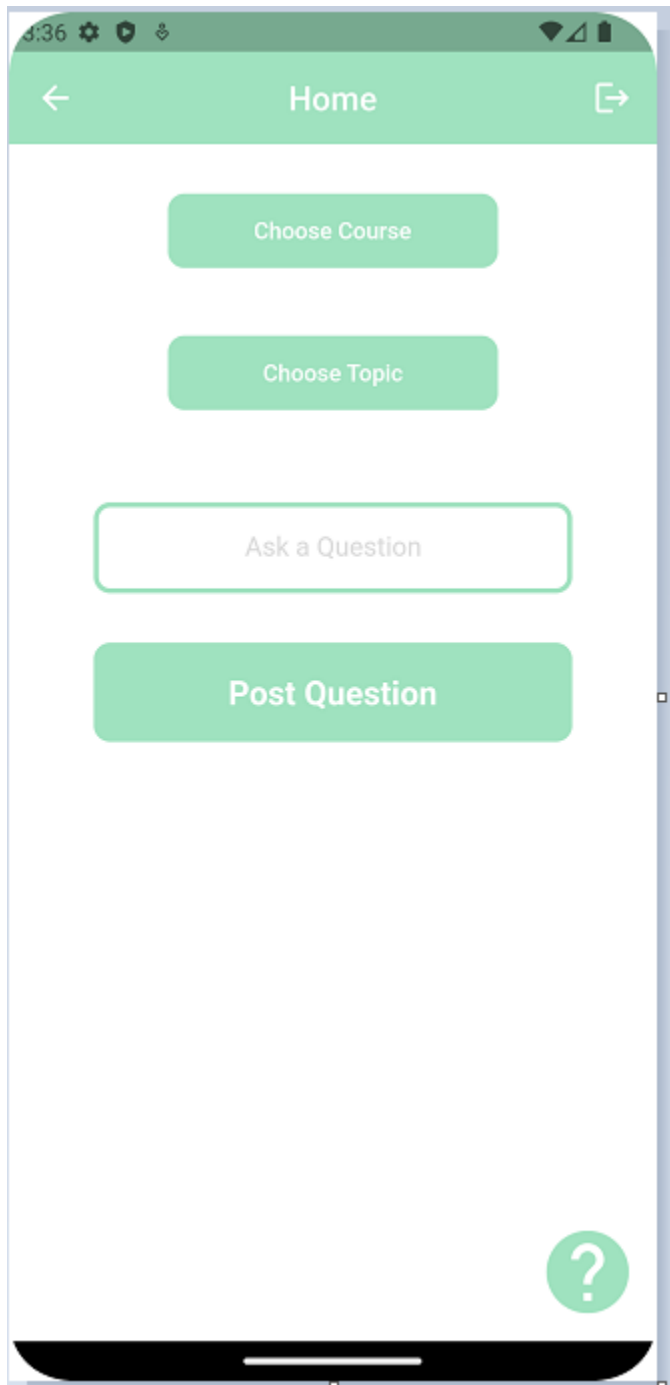 3:36
Home
Choose Course
Choose Topic
Ask a Question
Post Question
?